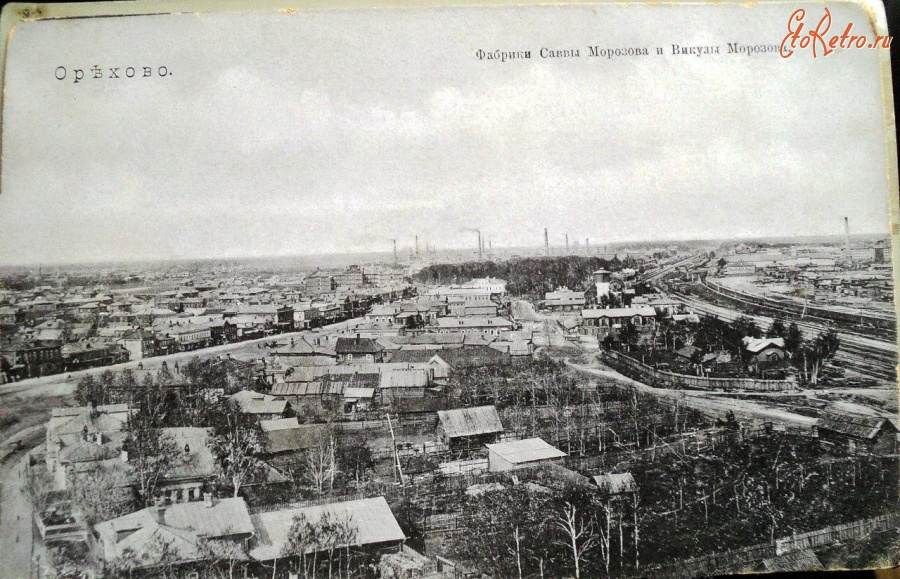 Орѣхово.
Фабрики Саввы Морозова и Викулы Морозова.
EtoRetro.ru